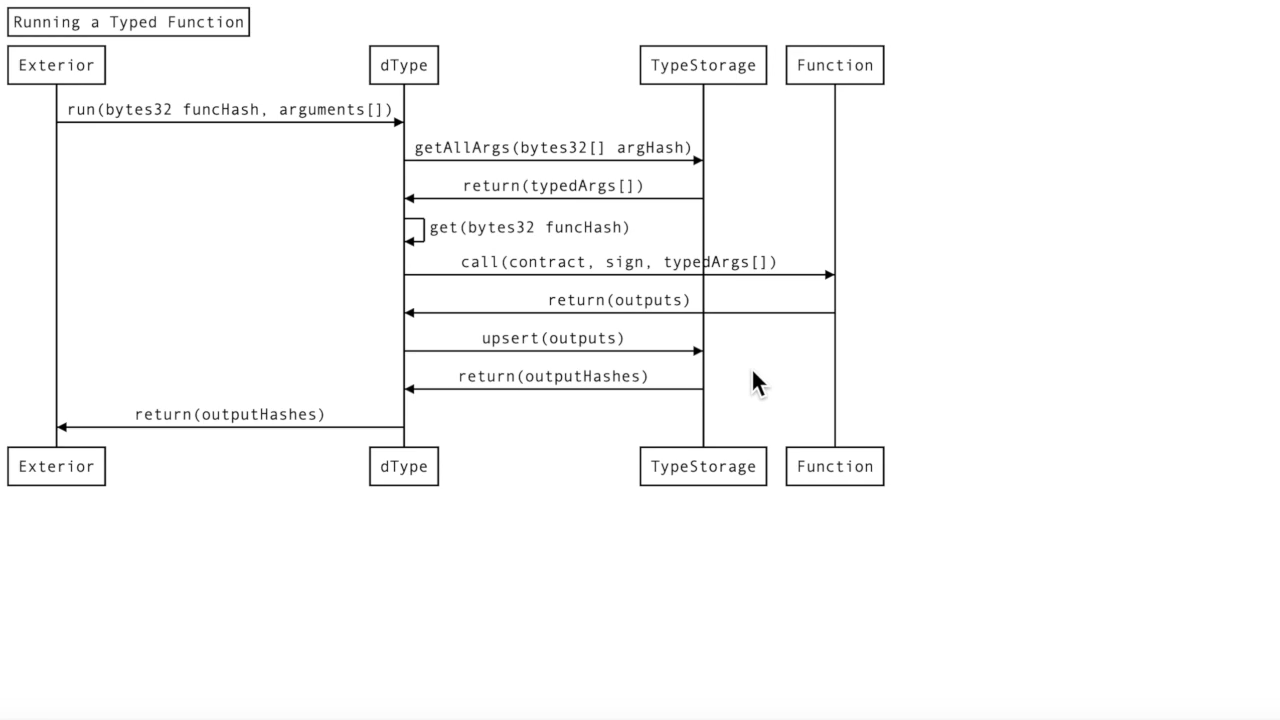 Running a Typed Function
Exterior dType TypeStorage Function
run(bytes32 funcHash, arguments[])
getAllArgs(bytes32[] argHash)
return(typedArgs[])
get(bytes32 funcHash)
call(contract, sign, typedArgs[])
return(outputs)
upsert(outputs)
return(outputHashes)
return(outputHashes)
Exterior dType TypeStorage Function